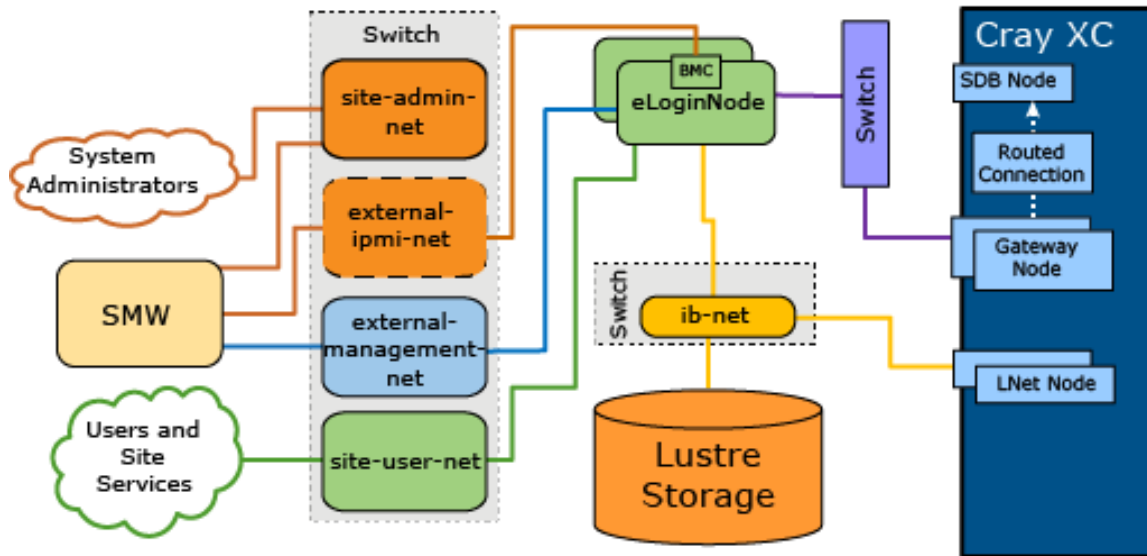 Switch
site-admin-
net
System
Administrators
external-
ipmi-net
SMW
external-
management-
net
Users and
Site
Services
site-user-net
BMC
eLoginNode
Switch
Switch
ib-net
Lustre
Storage
Cray XC
SDB Node
Routed
Connection
Gateway
Node
LNet Node